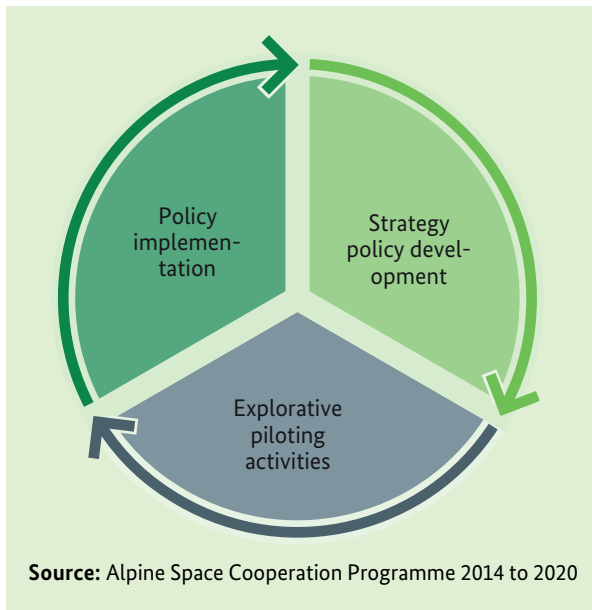 Policy
implemen-
tation
Strategy
policy devel-
opment
Explorative
piloting
activities
Source: Alpine Space Cooperation Programme 2014 to 2020